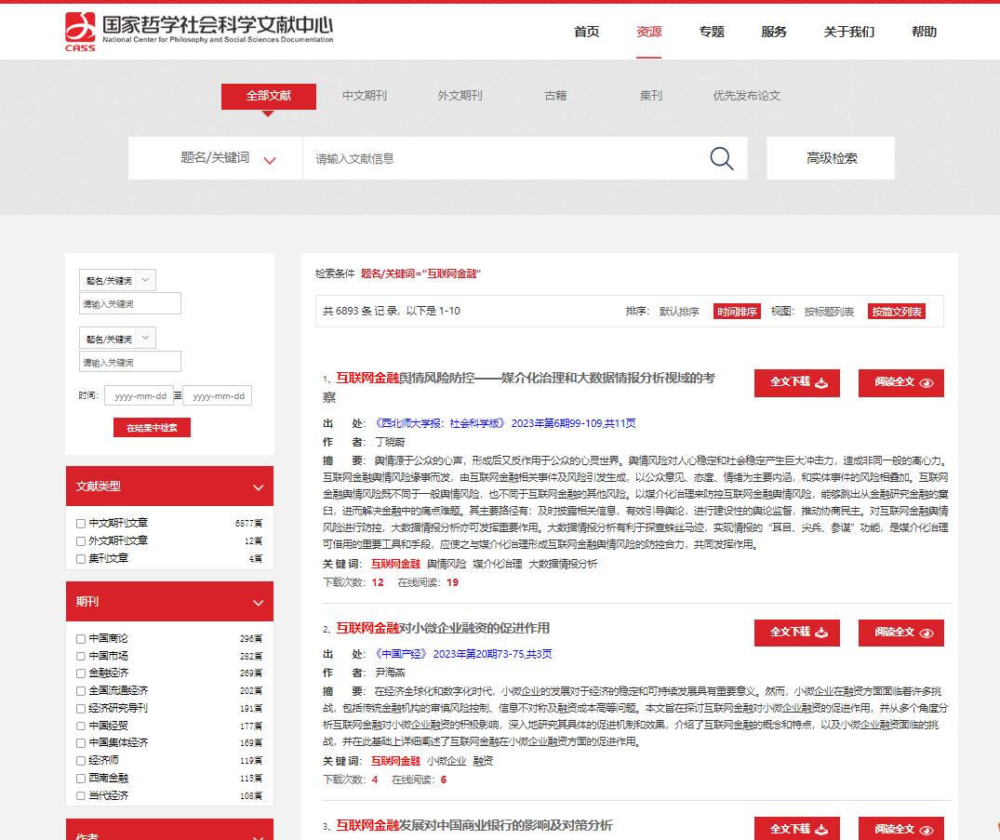 国家哲学社会科学文献中心
National Center for Philosophy and Social Sciences Documentation
CASS
首页 资源 专题 服务 关于我们 帮助
全部文献 中文期刊 外文期刊 古籍 集刊 优先发布论文
题名/关键词 请输入文献信息 高级检索
题名/关键词
请输入关键词
题名/关键词
请输入关键词
时间: yyyy-mm-dd 至 yyyy-mm-dd
在结果中检索
文献类型
中文期刊文章 6877篇
外文期刊文章 12篇
集刊文章 4篇
期刊
中国商论 296篇
中国市场 282篇
金融经济 269篇
全国流通经济 202篇
经济研究导刊 191篇
中国经贸 177篇
中国集体经济 169篇
经济师 119篇
西南金融 115篇
当代经济 108篇
作者
检索条件 题名/关键词="互联网金融"
共 6893 条 记 录, 以下是 1-10 排序: 默认排序 时间排序 视图: 按标题列表 按篇文列表
1、互联网金融舆情风险防控——媒介化治理和大数据情报分析视域的考
察
全文下载 阅读全文
出 处: 《西北师大学报:社会科学版》 2023年第6期99-109,共11页
作 者: 丁晓蔚
摘 要: 舆情源于公众的心声，形成后又反作用于公众的心灵世界。舆情风险对人心稳定和社会稳定产生巨大冲击力，造成非同一般的离心力。
互联网金融舆情风险缘事而发，由互联网金融相关事件及风险引发生成，以公众意见、态度、情绪为主要内涵，和实体事件的风险相叠加。互联网
金融舆情风险既不同于一般舆情风险，也不同于互联网金融的其他风险。以媒介化治理来防控互联网金融舆情风险，能够跳出从金融研究金融的窠
臼，进而解决金融中的痛点难题。其主要路径有：及时披露相关信息，有效引导舆论，进行建设性的舆论监督，推动协商民主。对互联网金融舆情
风险进行防控，大数据情报分析亦可发挥重要作用。大数据情报分析有利于探查蛛丝马迹，实现情报的“耳目、尖兵、参谋”功能，是媒介化治理
可借用的重要工具和手段，应使之与媒介化治理形成互联网金融舆情风险的防控合力，共同发挥作用。
关 键 词: 互联网金融 舆情风险 媒介化治理 大数据情报分析
下载次数: 12 在线阅读: 19
2、互联网金融对小微企业融资的促进作用
全文下载 阅读全文
出 处: 《中国产经》 2023年第20期73-75,共3页
作 者: 尹海燕
摘 要: 在经济全球化和数字化时代，小微企业的发展对于经济的稳定和可持续发展具有重要意义。然而，小微企业在融资方面面临着许多挑
战，包括传统金融机构的审慎风险控制、信息不对称及融资成本高等问题。本文旨在探讨互联网金融对小微企业融资的促进作用，并从多个角度分
析互联网金融对小微企业融资的积极影响，深入地研究其具体的促进机制和效果，介绍了互联网金融的概念和特点，以及小微企业融资面临的挑
战，并在此基础上详细阐述了互联网金融在小微企业融资方面的促进作用。
关 键 词: 互联网金融 小微企业 融资
下载次数: 4 在线阅读: 6
3、互联网金融发展对中国商业银行的影响及对策分析
全文下载 阅读全文